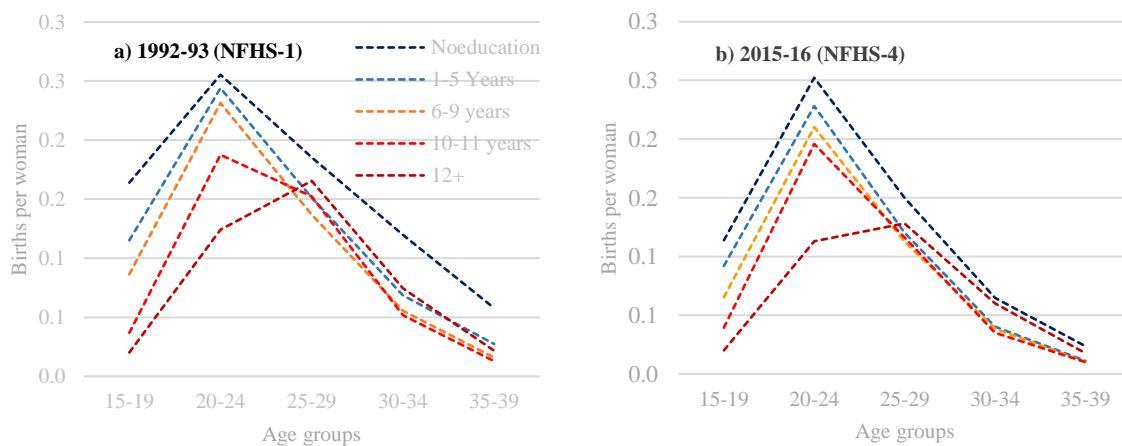 a) 1992-93 (NFHS-1)
Noeducation
1-5 Years
6-9 years
10-11 years
12+
0.3
0.3
0.2
0.2
0.1
0.1
0.0
Births per woman
15-19 20-24 25-29 30-34 35-39
Age groups
b) 2015-16 (NFHS-4)
0.3
0.3
0.2
0.2
0.1
0.1
0.0
Births per woman
15-19 20-24 25-29 30-34 35-39
Age groups